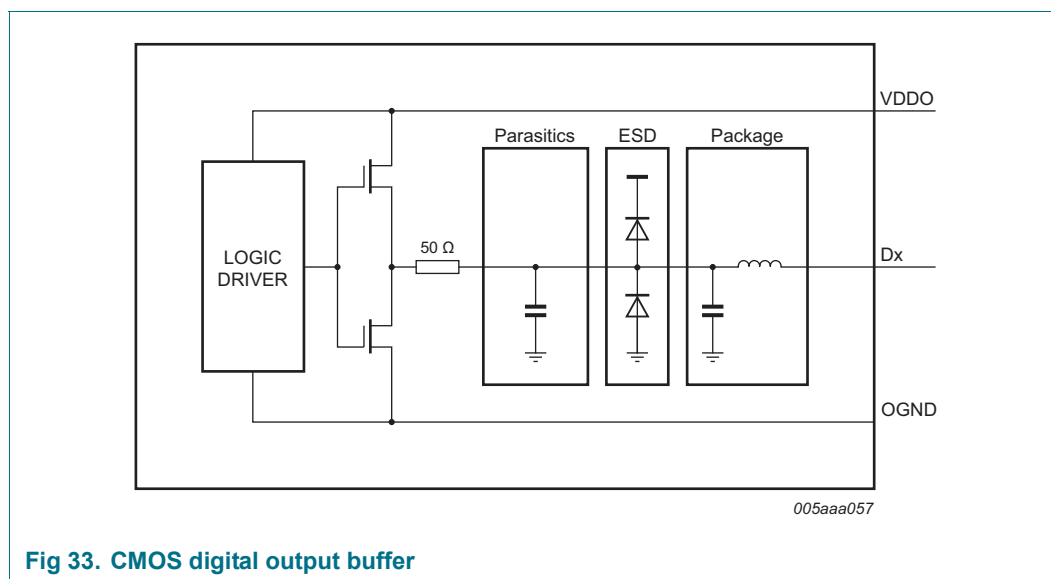 VDDO
Parasitics
ESD
Package
LOGIC
DRIVER
50 Ω
Dx
OGND
005aaa057
Fig 33. CMOS digital output buffer